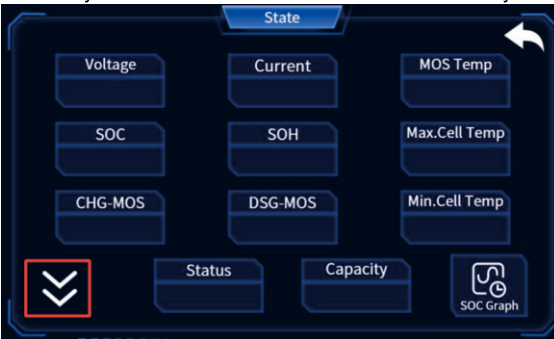 State
Voltage
Current
MOS Temp
SOC
SOH
Max.Cell Temp
CHG-MOS
DSG-MOS
Min.Cell Temp
Status
Capacity
SOC Graph